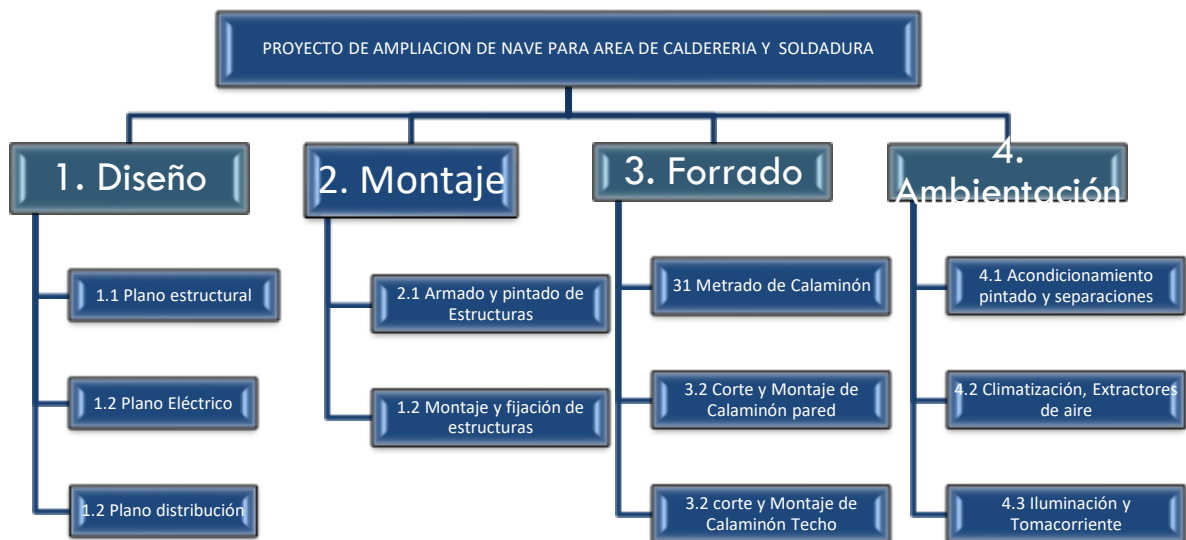 PROYECTO DE AMPLIACION DE NAVE PARA AREA DE CALDERERIA Y SOLDADURA
1. Diseño
1.1 Plano estructural
1.2 Plano Eléctrico
1.2 Plano distribución
2. Montaje
2.1 Armado y pintado de
Estructuras
1.2 Montaje y fijación de
estructuras
3. Forrado
31 Metrado de Calaminón
3.2 Corte y Montaje de
Calaminón pared
3.2 corte y Montaje de
Calaminón Techo
4.
Ambientación
4.1 Acondicionamiento
pintado y separaciones
4.2 Climatización, Extractores
de aire
4.3 Iluminación y
Tomacorriente